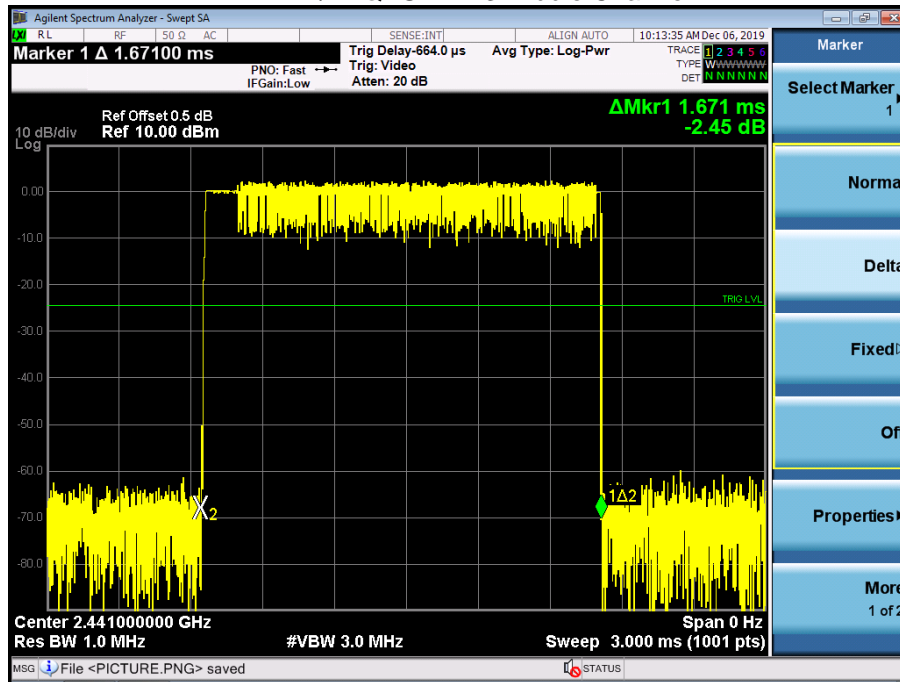 Agilent Spectrum Analyzer - Swept SA
LXI RL RF 50 Ω AC SENSE:INT ALIGN AUTO 10:13:35 AM Dec 06, 2019
Marker 1 Δ 1.67100 ms
PNO: Fast
IFGain:Low
Trig Delay-664.0 µs
Trig: Video
Atten: 20 dB
Avg Type: Log-Pwr
TRACE 1 2 3 4 5 6
TYPE WWWWWW
DET N N N N N N
ΔMkr1 1.671 ms
-2.45 dB
Ref Offset 0.5 dB
10 dB/div Ref 10.00 dBm
Log
0.00
-10.0
-20.0
TRIG LVL
-30.0
-40.0
-50.0
-60.0
1Δ2
X2
-70.0
-80.0
Center 2.441000000 GHz Span 0 Hz
Res BW 1.0 MHz #VBW 3.0 MHz Sweep 3.000 ms (1001 pts)
MSG File <PICTURE.PNG> saved STATUS
Marker
Select Marker
1
Norma
Delta
Fixed
Of
Properties
More
1 of 2